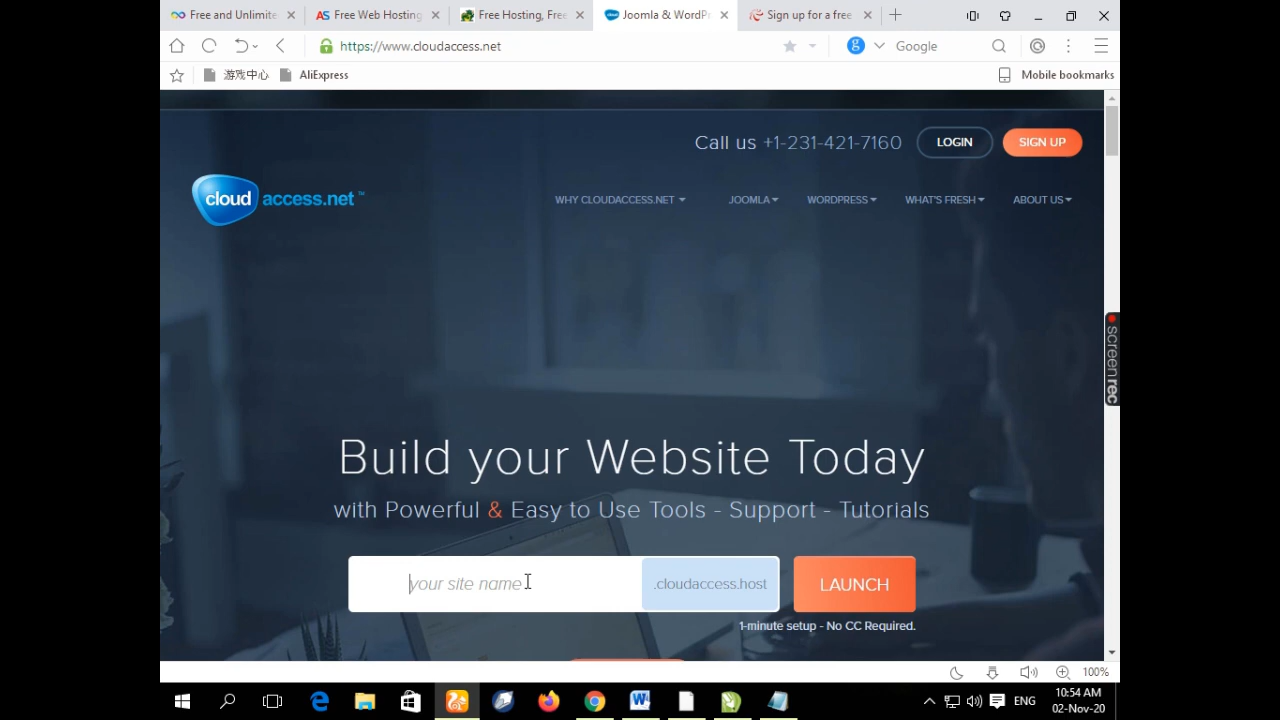 Free and Unlimite
Free Web Hosting
Free Hosting, Free
Joomla & WordPr
Sign up for a free
https://www.cloudaccess.net
Google
游戏中心
AliExpress
Mobile bookmarks
Call us +1-231-421-7160
LOGIN
SIGN UP
cloudaccess.net™
WHY CLOUDACCESS.NET
JOOMLA
WORDPRESS
WHAT'S FRESH
ABOUT US
screenrec
Build your Website Today
with Powerful & Easy to Use Tools - Support - Tutorials
your site name
.cloudaccess.host
LAUNCH
1-minute setup - No CC Required.
100%
ENG
10:54 AM
02-Nov-20